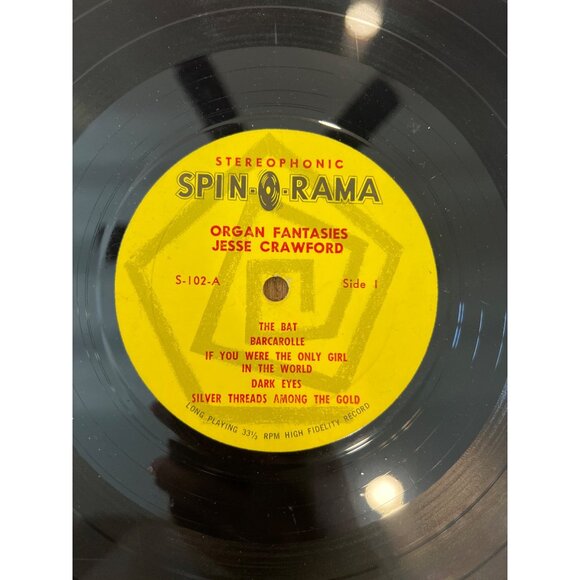 STEREOPHONIC
SPIN-O-RAMA
ORGAN FANTASIES
JESSE CRAWFORD
S-102-A Side 1
THE BAT
BARCAROLLE
IF YOU WERE THE ONLY GIRL
IN THE WORLD
DARK EYES
SILVER THREADS AMONG THE GOLD
LONG PLAYING 33⅓ RPM HIGH FIDELITY RECORD